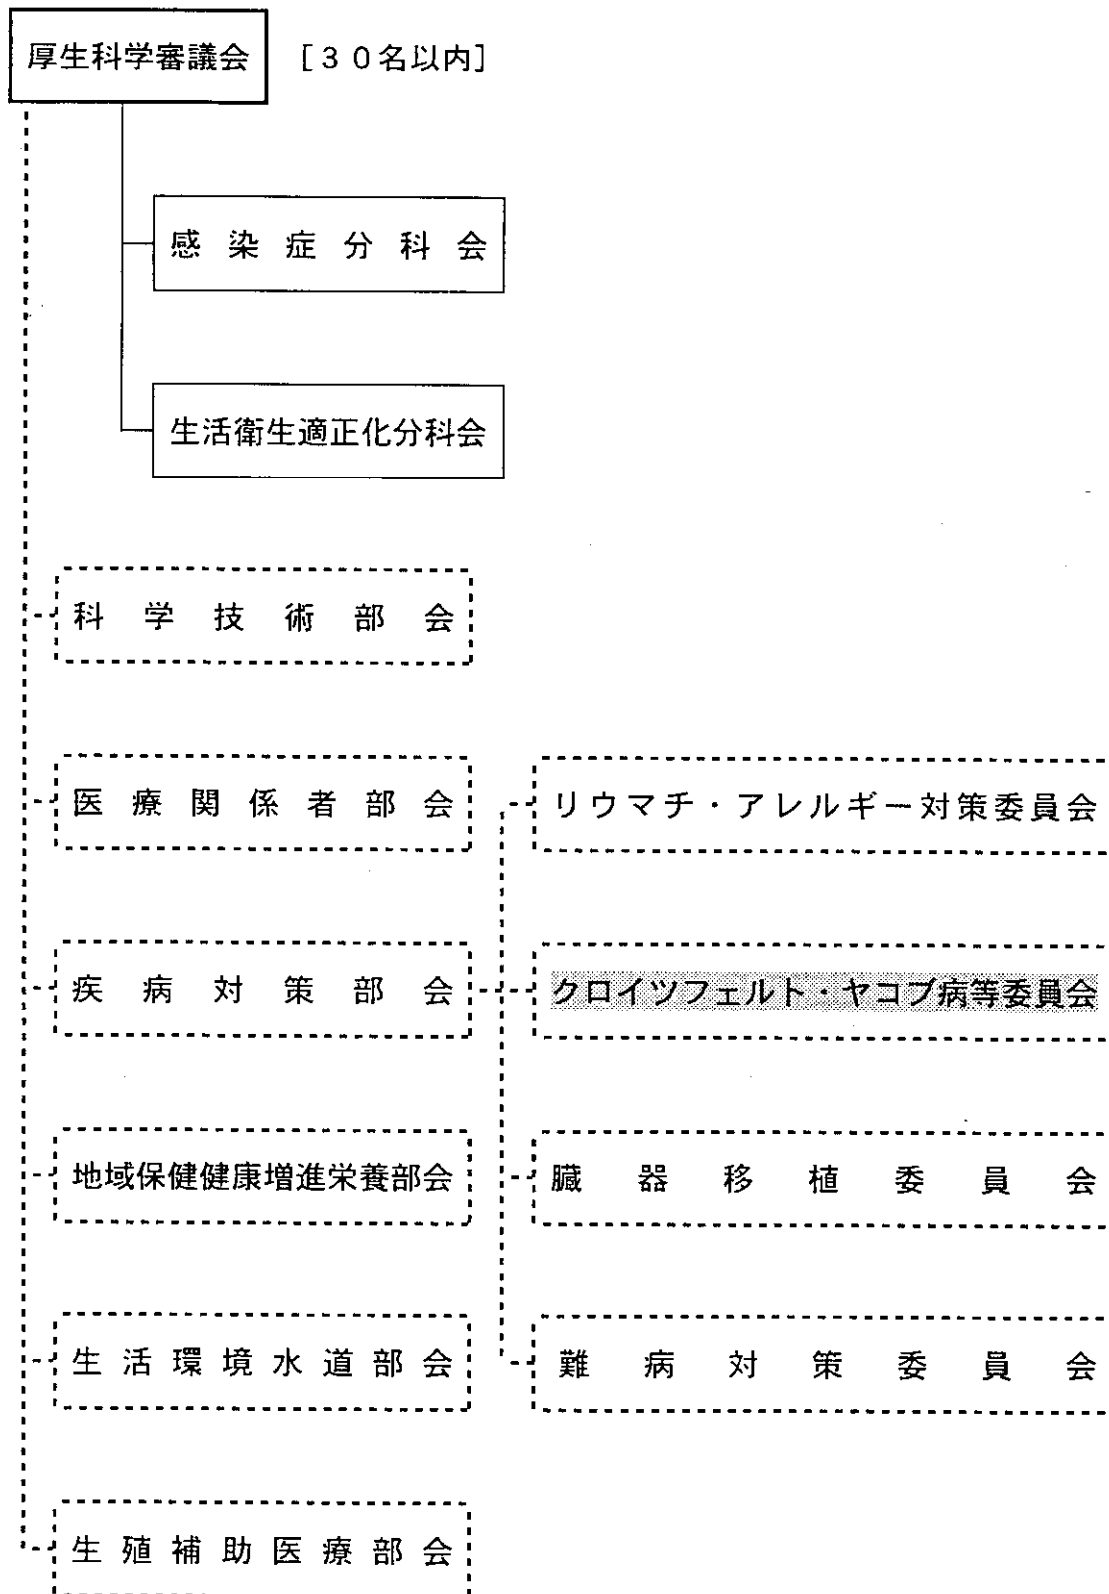 厚生科学審議会 [30名以内]
感染症分科会
生活衛生適正化分科会
科学技術部会
医療関係者部会
リウマチ・アレルギー対策委員会
疾病対策部会
クロイツフェルト・ヤコブ病等委員会
地域保健健康増進栄養部会
臓器移植委員会
生活環境水道部会
難病対策委員会
生殖補助医療部会